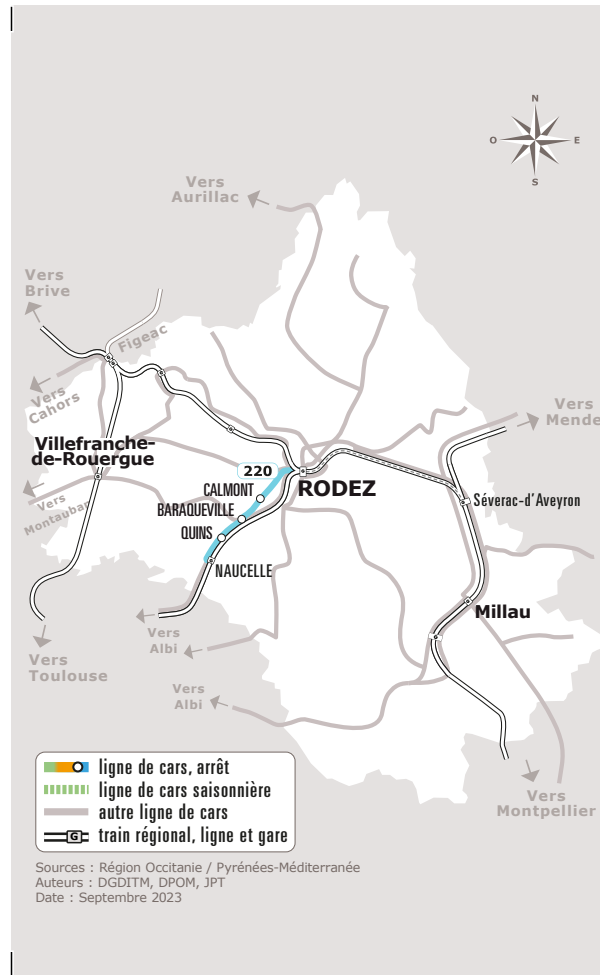 N
O
E
S
Vers
Aurillac
Vers
Brive
Figeac
Vers
Cahors
Vers
Mende
Villefranche-
de-Rouergue
220
RODEZ
CALMONT
BARAQUEVILLE
QUINS
NAUCELLE
Séverac-d'Aveyron
Vers
Montauban
Millau
Vers
Toulouse
Vers
Albi
Vers
Albi
Vers
Montpellier
ligne de cars, arrêt
ligne de cars saisonnière
autre ligne de cars
G train régional, ligne et gare
Sources : Région Occitanie / Pyrénées-Méditerranée
Auteurs : DGDITM, DPOM, JPT
Date : Septembre 2023